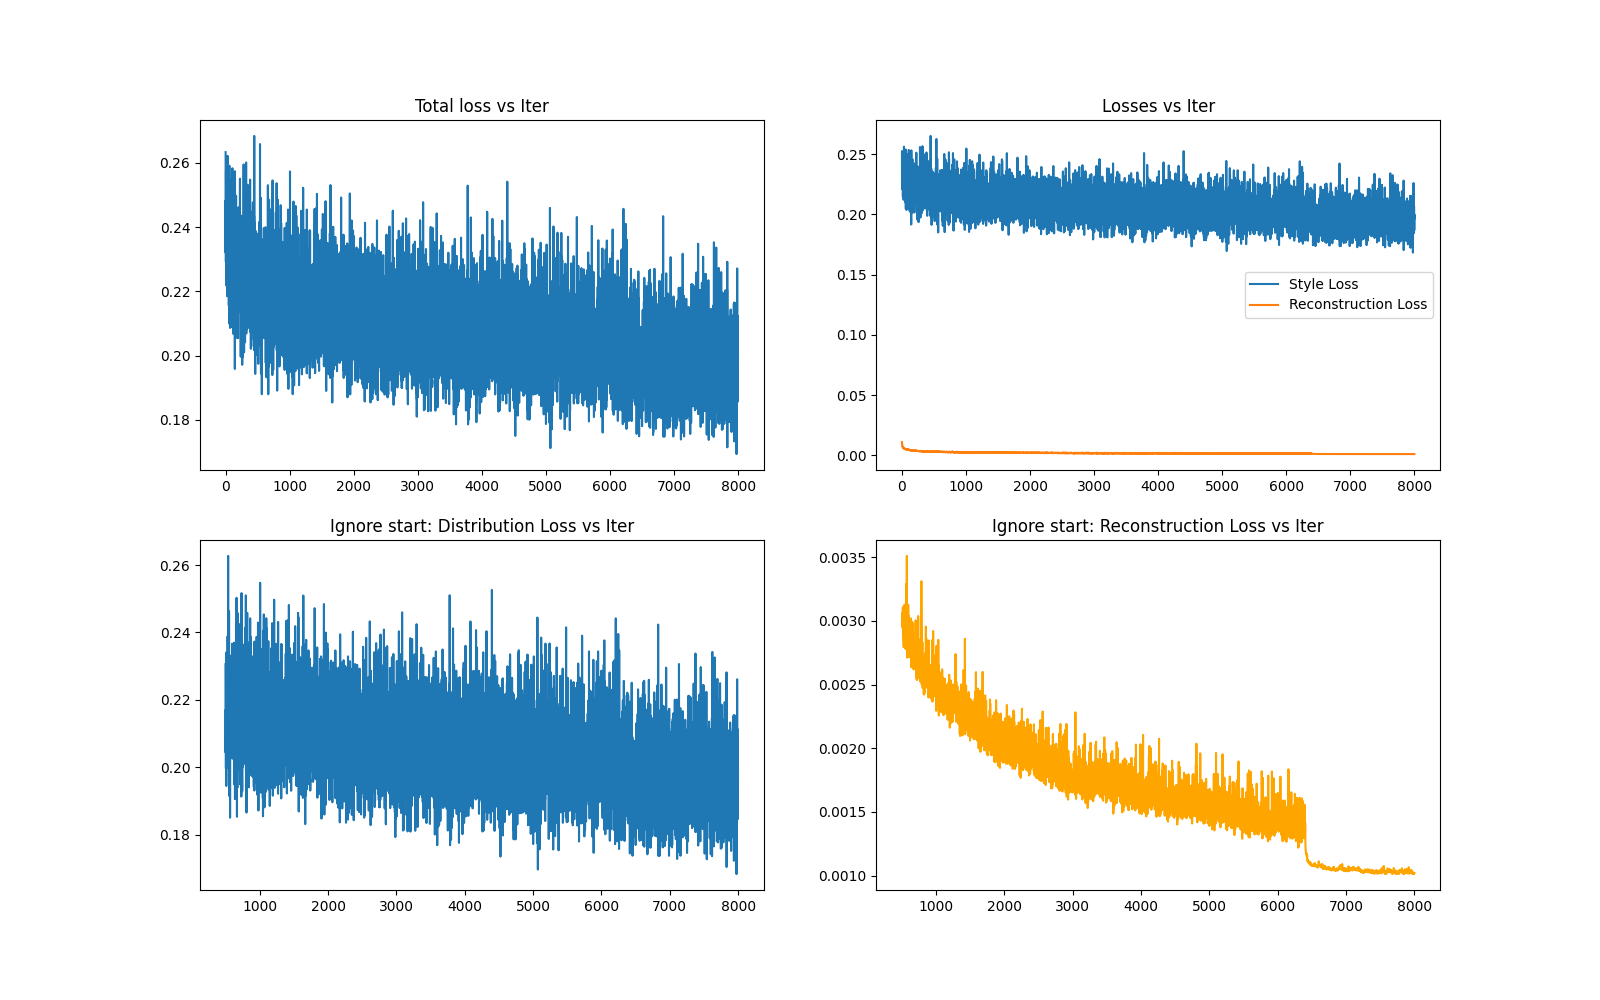 Total loss vs Iter
0.26
0.24
0.22
0.20
0.18
0 1000 2000 3000 4000 5000 6000 7000 8000
Losses vs Iter
0.25
0.20
0.15
0.10
0.05
0.00
Style Loss
Reconstruction Loss
0 1000 2000 3000 4000 5000 6000 7000 8000
Ignore start: Distribution Loss vs Iter
0.26
0.24
0.22
0.20
0.18
1000 2000 3000 4000 5000 6000 7000 8000
Ignore start: Reconstruction Loss vs Iter
0.0035
0.0030
0.0025
0.0020
0.0015
0.0010
1000 2000 3000 4000 5000 6000 7000 8000